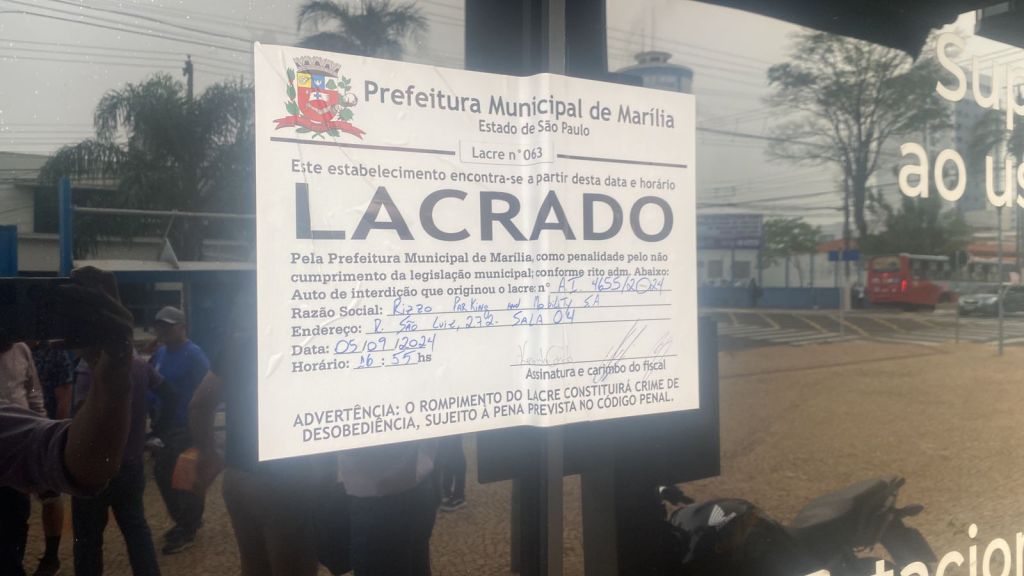 Prefeitura Municipal de Marília
Estado de São Paulo
Lacre n° 063
Este estabelecimento encontra-se a partir desta data e horário
LACRADO
Pela Prefeitura Municipal de Marília, como penalidade pelo não
cumprimento da legislação municipal; conforme rito adm. Abaixo:
Auto de interdição que originou o lacre: n° AI 4655/2024
Razão Social: Rizzo Parking and Mobility SA
Endereço: R. São Luiz, 272. SALA 04
Data: 05/09/2024
Horário: 16:55 hs
Assinatura e carimbo do fiscal
ADVERTÊNCIA: O ROMPIMENTO DO LACRE CONSTITUIRÁ CRIME DE
DESOBEDIÊNCIA, SUJEITO À PENA PREVISTA NO CÓDIGO PENAL.
Sup
ao us
tacion